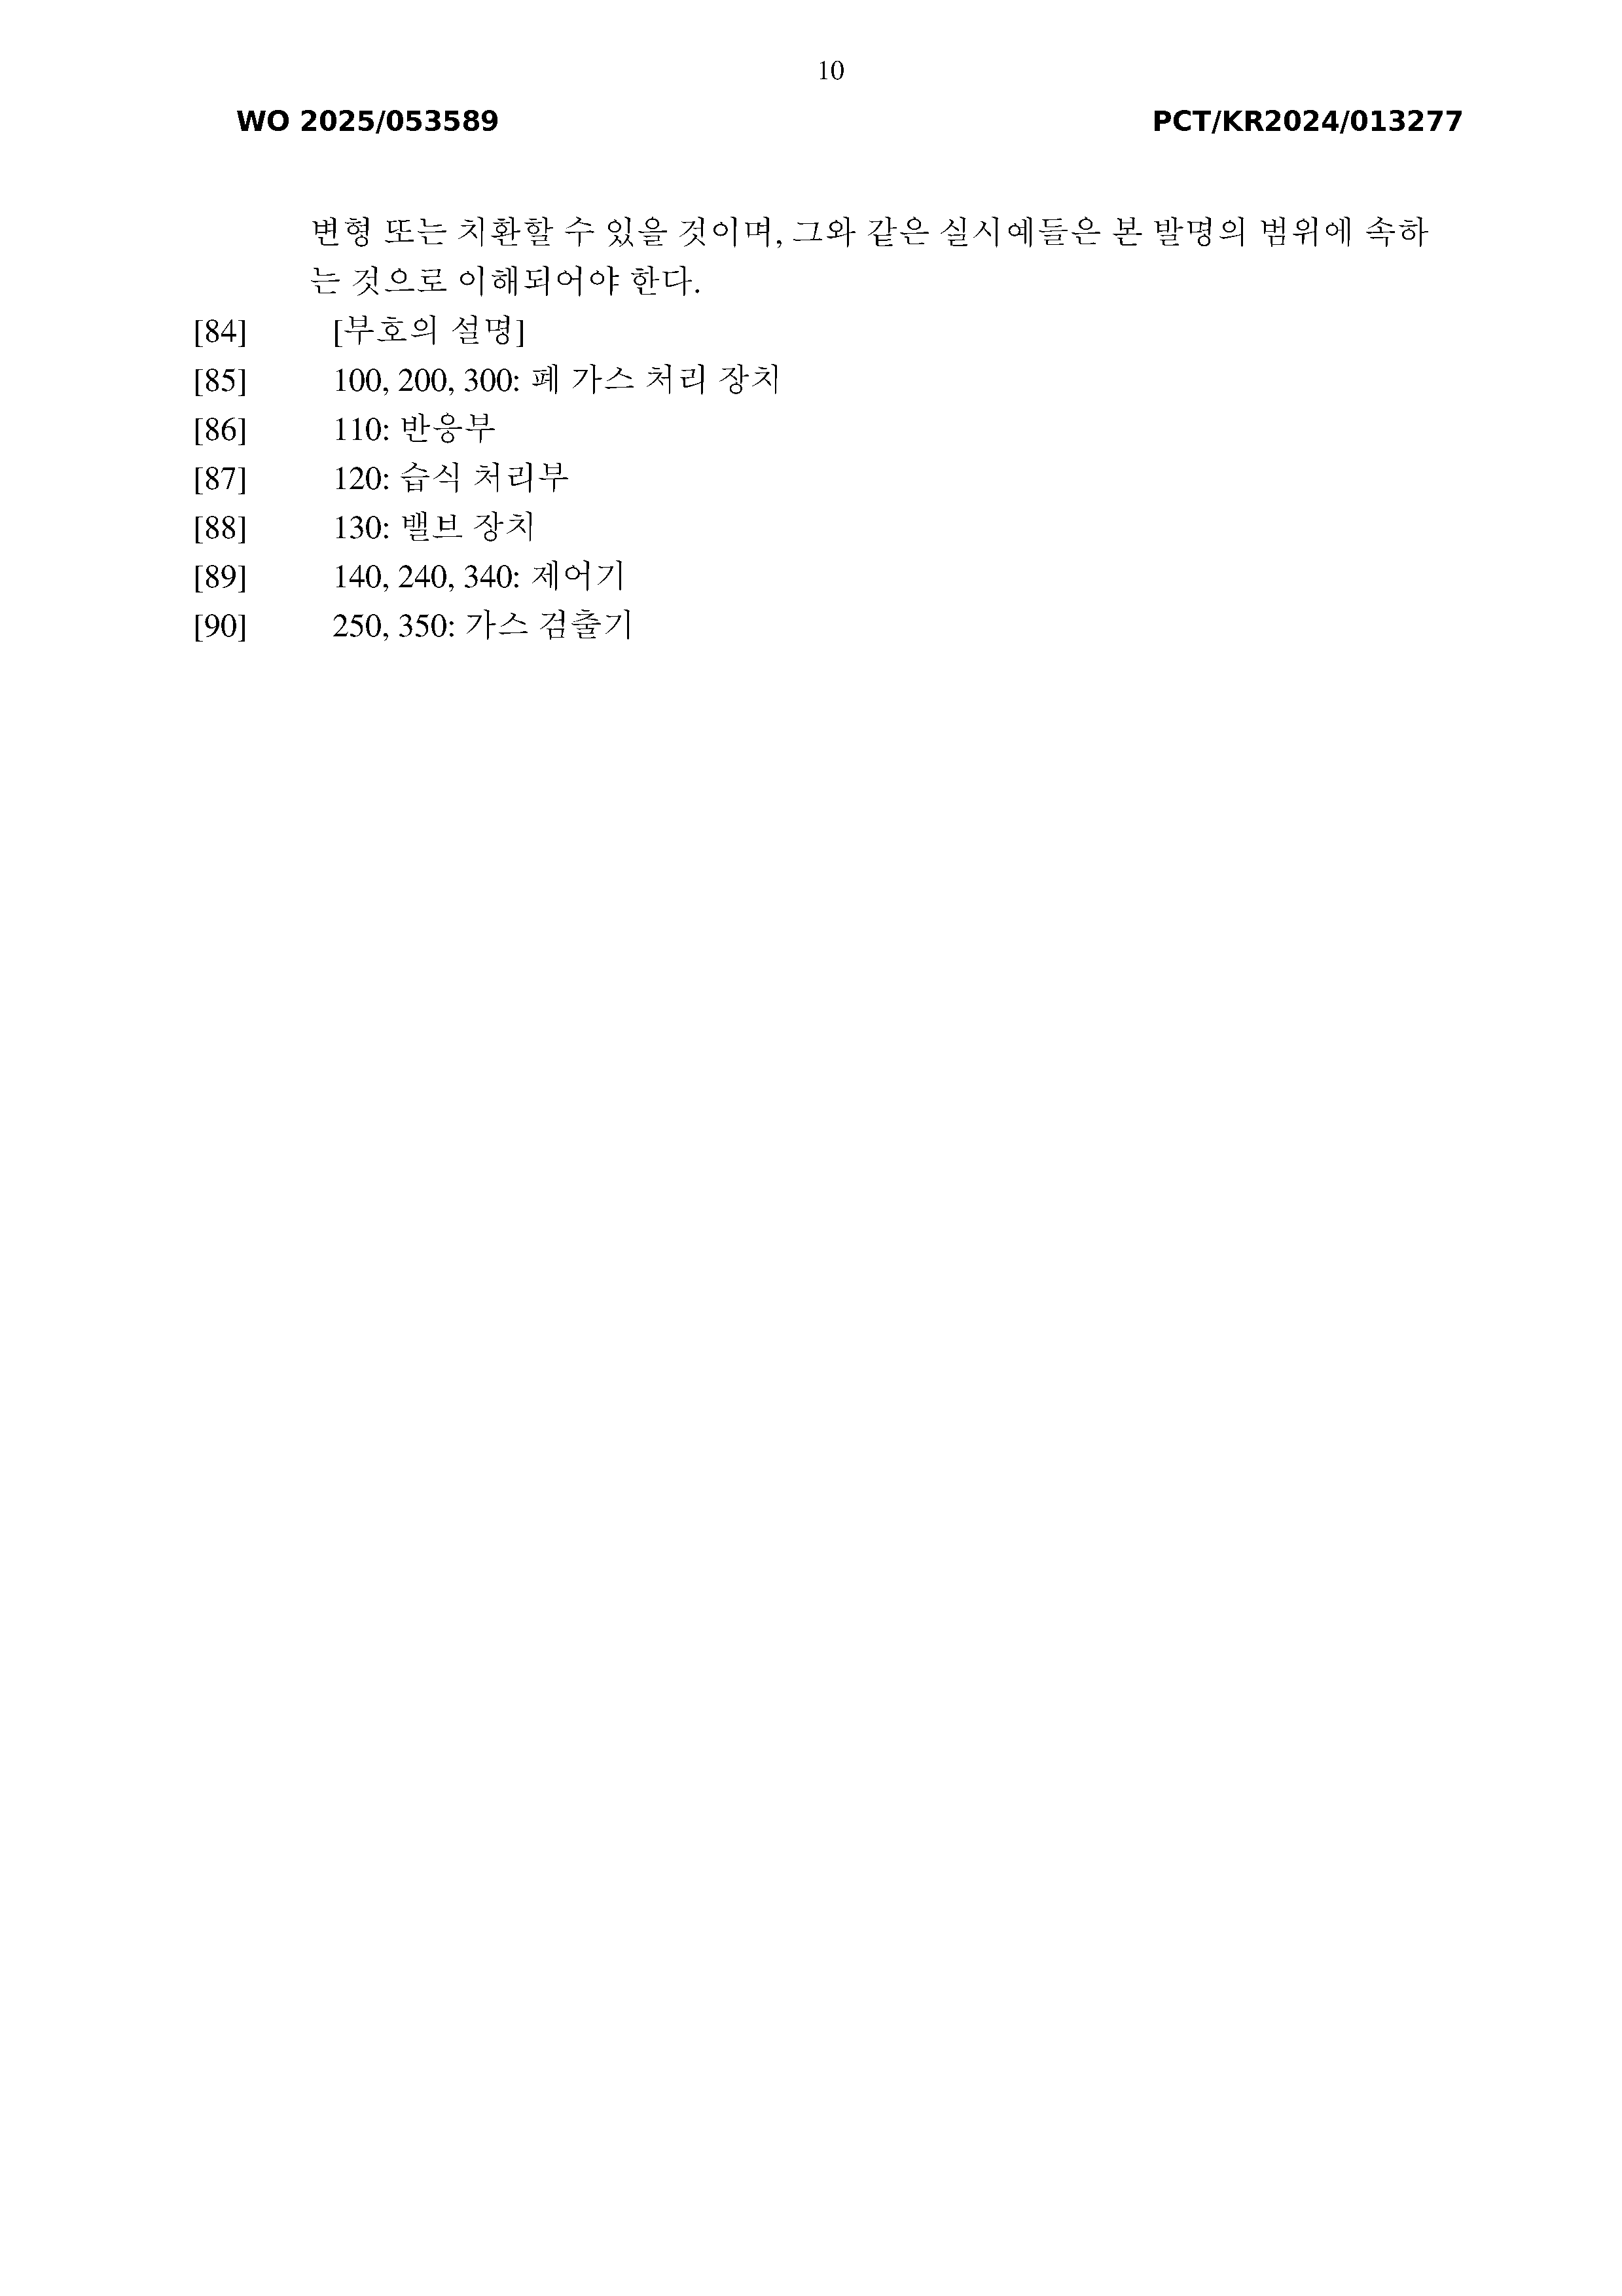 10
WO 2025/053589 PCT/KR2024/013277
변형 또는 치환할 수 있을 것이며, 그와 같은 실시예들은 본 발명의 범위에 속하
는 것으로 이해되어야 한다.
[84] [부호의 설명]
[85] 100, 200, 300: 폐 가스 처리 장치
[86] 110: 반응부
[87] 120: 습식 처리부
[88] 130: 밸브 장치
[89] 140, 240, 340: 제어기
[90] 250, 350: 가스 검출기